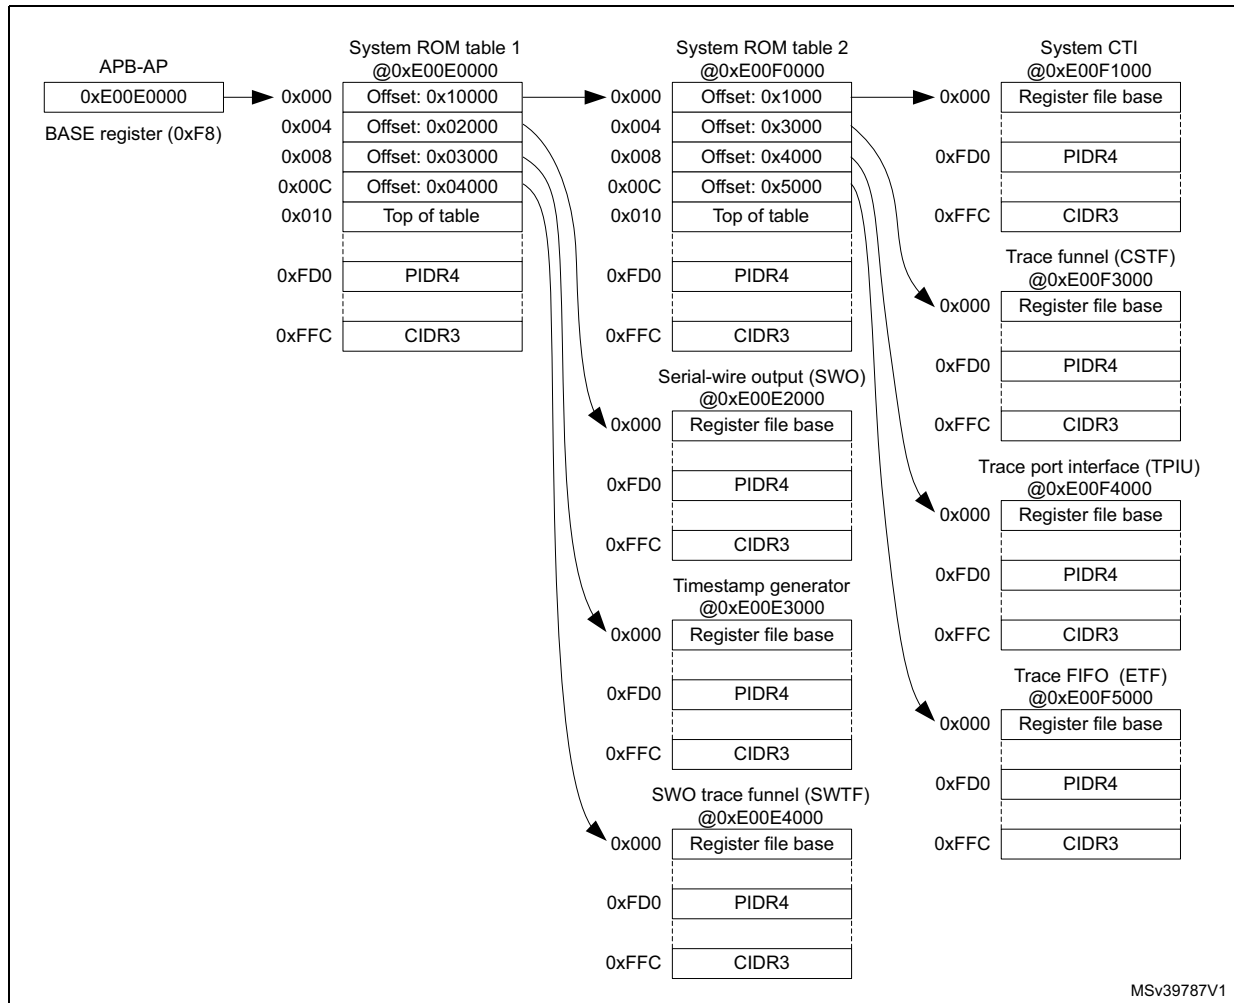 APB-AP
0xE00E0000
BASE register (0xF8)
System ROM table 1
@0xE00E0000
0x000 Offset: 0x10000
0x004 Offset: 0x02000
0x008 Offset: 0x03000
0x00C Offset: 0x04000
0x010 Top of table
0xFD0 PIDR4
0xFFC CIDR3
System ROM table 2
@0xE00F0000
0x000 Offset: 0x1000
0x004 Offset: 0x3000
0x008 Offset: 0x4000
0x00C Offset: 0x5000
0x010 Top of table
0xFD0 PIDR4
0xFFC CIDR3
Serial-wire output (SWO)
@0xE00E2000
0x000 Register file base
0xFD0 PIDR4
0xFFC CIDR3
Timestamp generator
@0xE00E3000
0x000 Register file base
0xFD0 PIDR4
0xFFC CIDR3
SWO trace funnel (SWTF)
@0xE00E4000
0x000 Register file base
0xFD0 PIDR4
0xFFC CIDR3
System CTI
@0xE00F1000
0x000 Register file base
0xFD0 PIDR4
0xFFC CIDR3
Trace funnel (CSTF)
@0xE00F3000
0x000 Register file base
0xFD0 PIDR4
0xFFC CIDR3
Trace port interface (TPIU)
@0xE00F4000
0x000 Register file base
0xFD0 PIDR4
0xFFC CIDR3
Trace FIFO (ETF)
@0xE00F5000
0x000 Register file base
0xFD0 PIDR4
0xFFC CIDR3
MSv39787V1